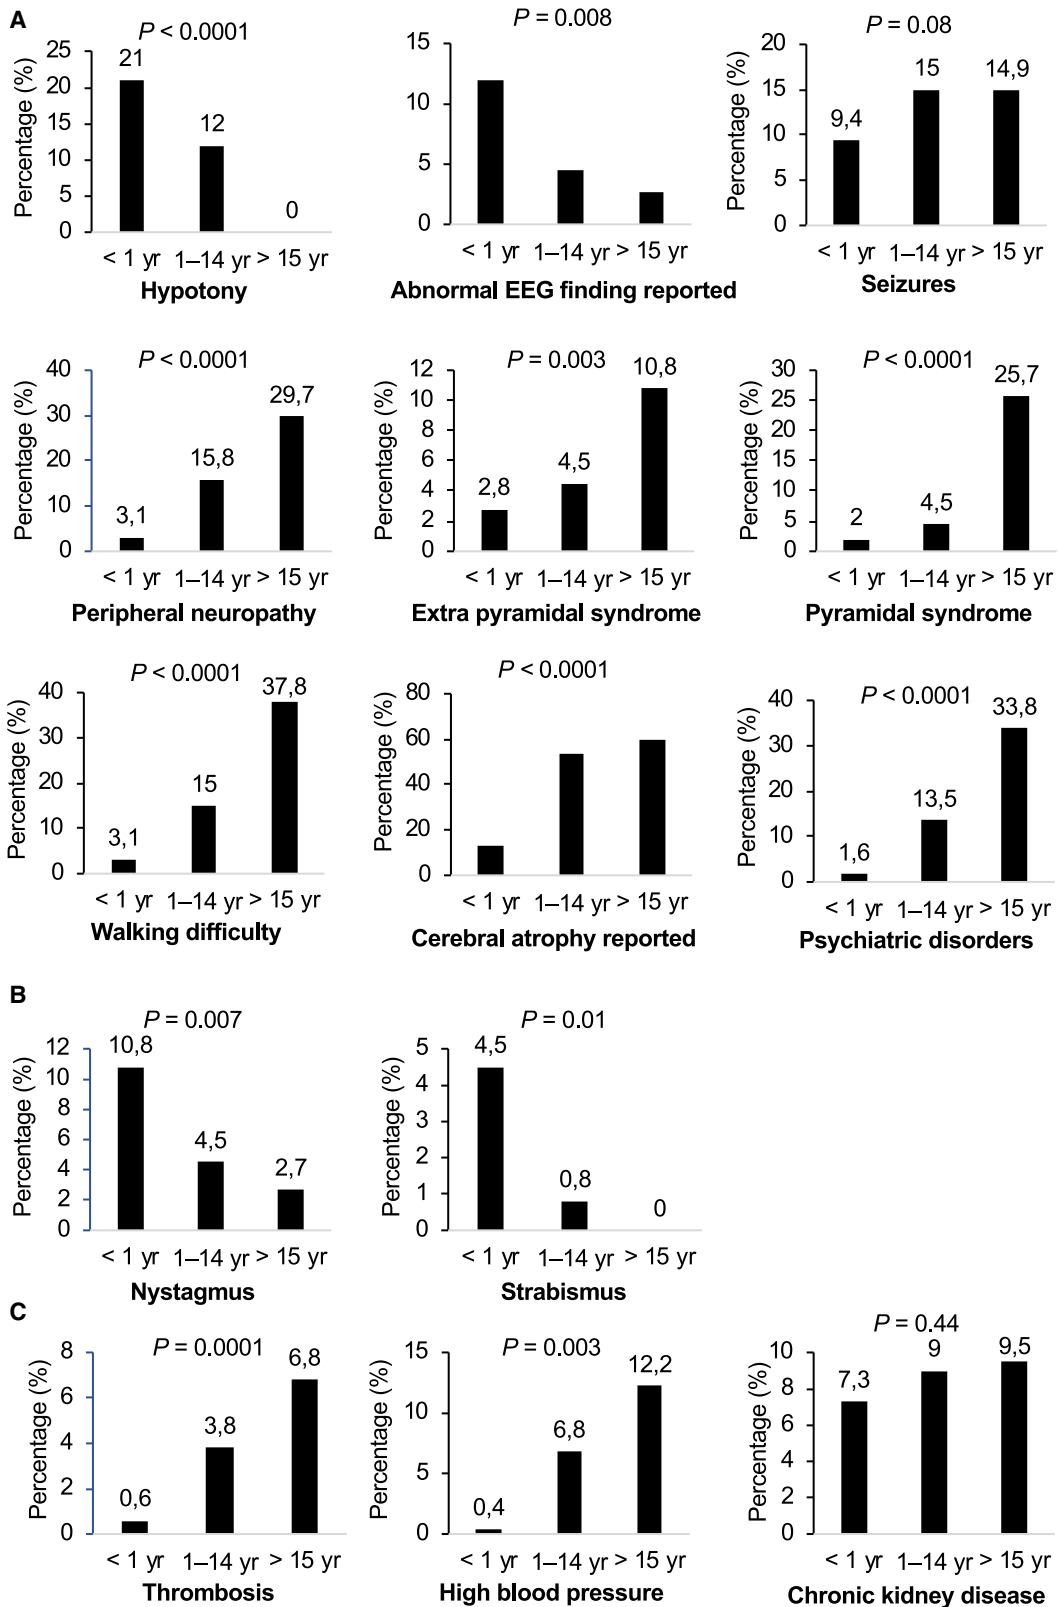 A
P < 0.0001
Percentage (%)
25
20
15
10
5
0
21
12
0
< 1 yr 1–14 yr > 15 yr
Hypotony
P = 0.008
15
10
5
0
< 1 yr 1–14 yr > 15 yr
Abnormal EEG finding reported
P = 0.08
Percentage (%)
20
15
10
5
0
9,4
15
14,9
< 1 yr 1–14 yr > 15 yr
Seizures
P < 0.0001
Percentage (%)
40
30
20
10
0
3,1
15,8
29,7
< 1 yr 1–14 yr > 15 yr
Peripheral neuropathy
P = 0.003
Percentage (%)
12
10
8
6
4
2
0
2,8
4,5
10,8
< 1 yr 1–14 yr > 15 yr
Extra pyramidal syndrome
P < 0.0001
Percentage (%)
30
25
20
15
10
5
0
2
4,5
25,7
< 1 yr 1–14 yr > 15 yr
Pyramidal syndrome
P < 0.0001
Percentage (%)
40
30
20
10
0
3,1
15
37,8
< 1 yr 1–14 yr > 15 yr
Walking difficulty
P < 0.0001
Percentage (%)
80
60
40
20
0
< 1 yr 1–14 yr > 15 yr
Cerebral atrophy reported
P < 0.0001
Percentage (%)
40
30
20
10
0
1,6
13,5
33,8
< 1 yr 1–14 yr > 15 yr
Psychiatric disorders
B
P = 0.007
Percentage (%)
12
10
8
6
4
2
0
10,8
4,5
2,7
< 1 yr 1–14 yr > 15 yr
Nystagmus
P = 0.01
Percentage (%)
5
4
3
2
1
0
4,5
0,8
0
< 1 yr 1–14 yr > 15 yr
Strabismus
C
P = 0.0001
Percentage (%)
8
6
4
2
0
0,6
3,8
6,8
< 1 yr 1–14 yr > 15 yr
Thrombosis
P = 0.003
Percentage (%)
15
10
5
0
0,4
6,8
12,2
< 1 yr 1–14 yr > 15 yr
High blood pressure
P = 0.44
Percentage (%)
10
8
6
4
2
0
7,3
9
9,5
< 1 yr 1–14 yr > 15 yr
Chronic kidney disease